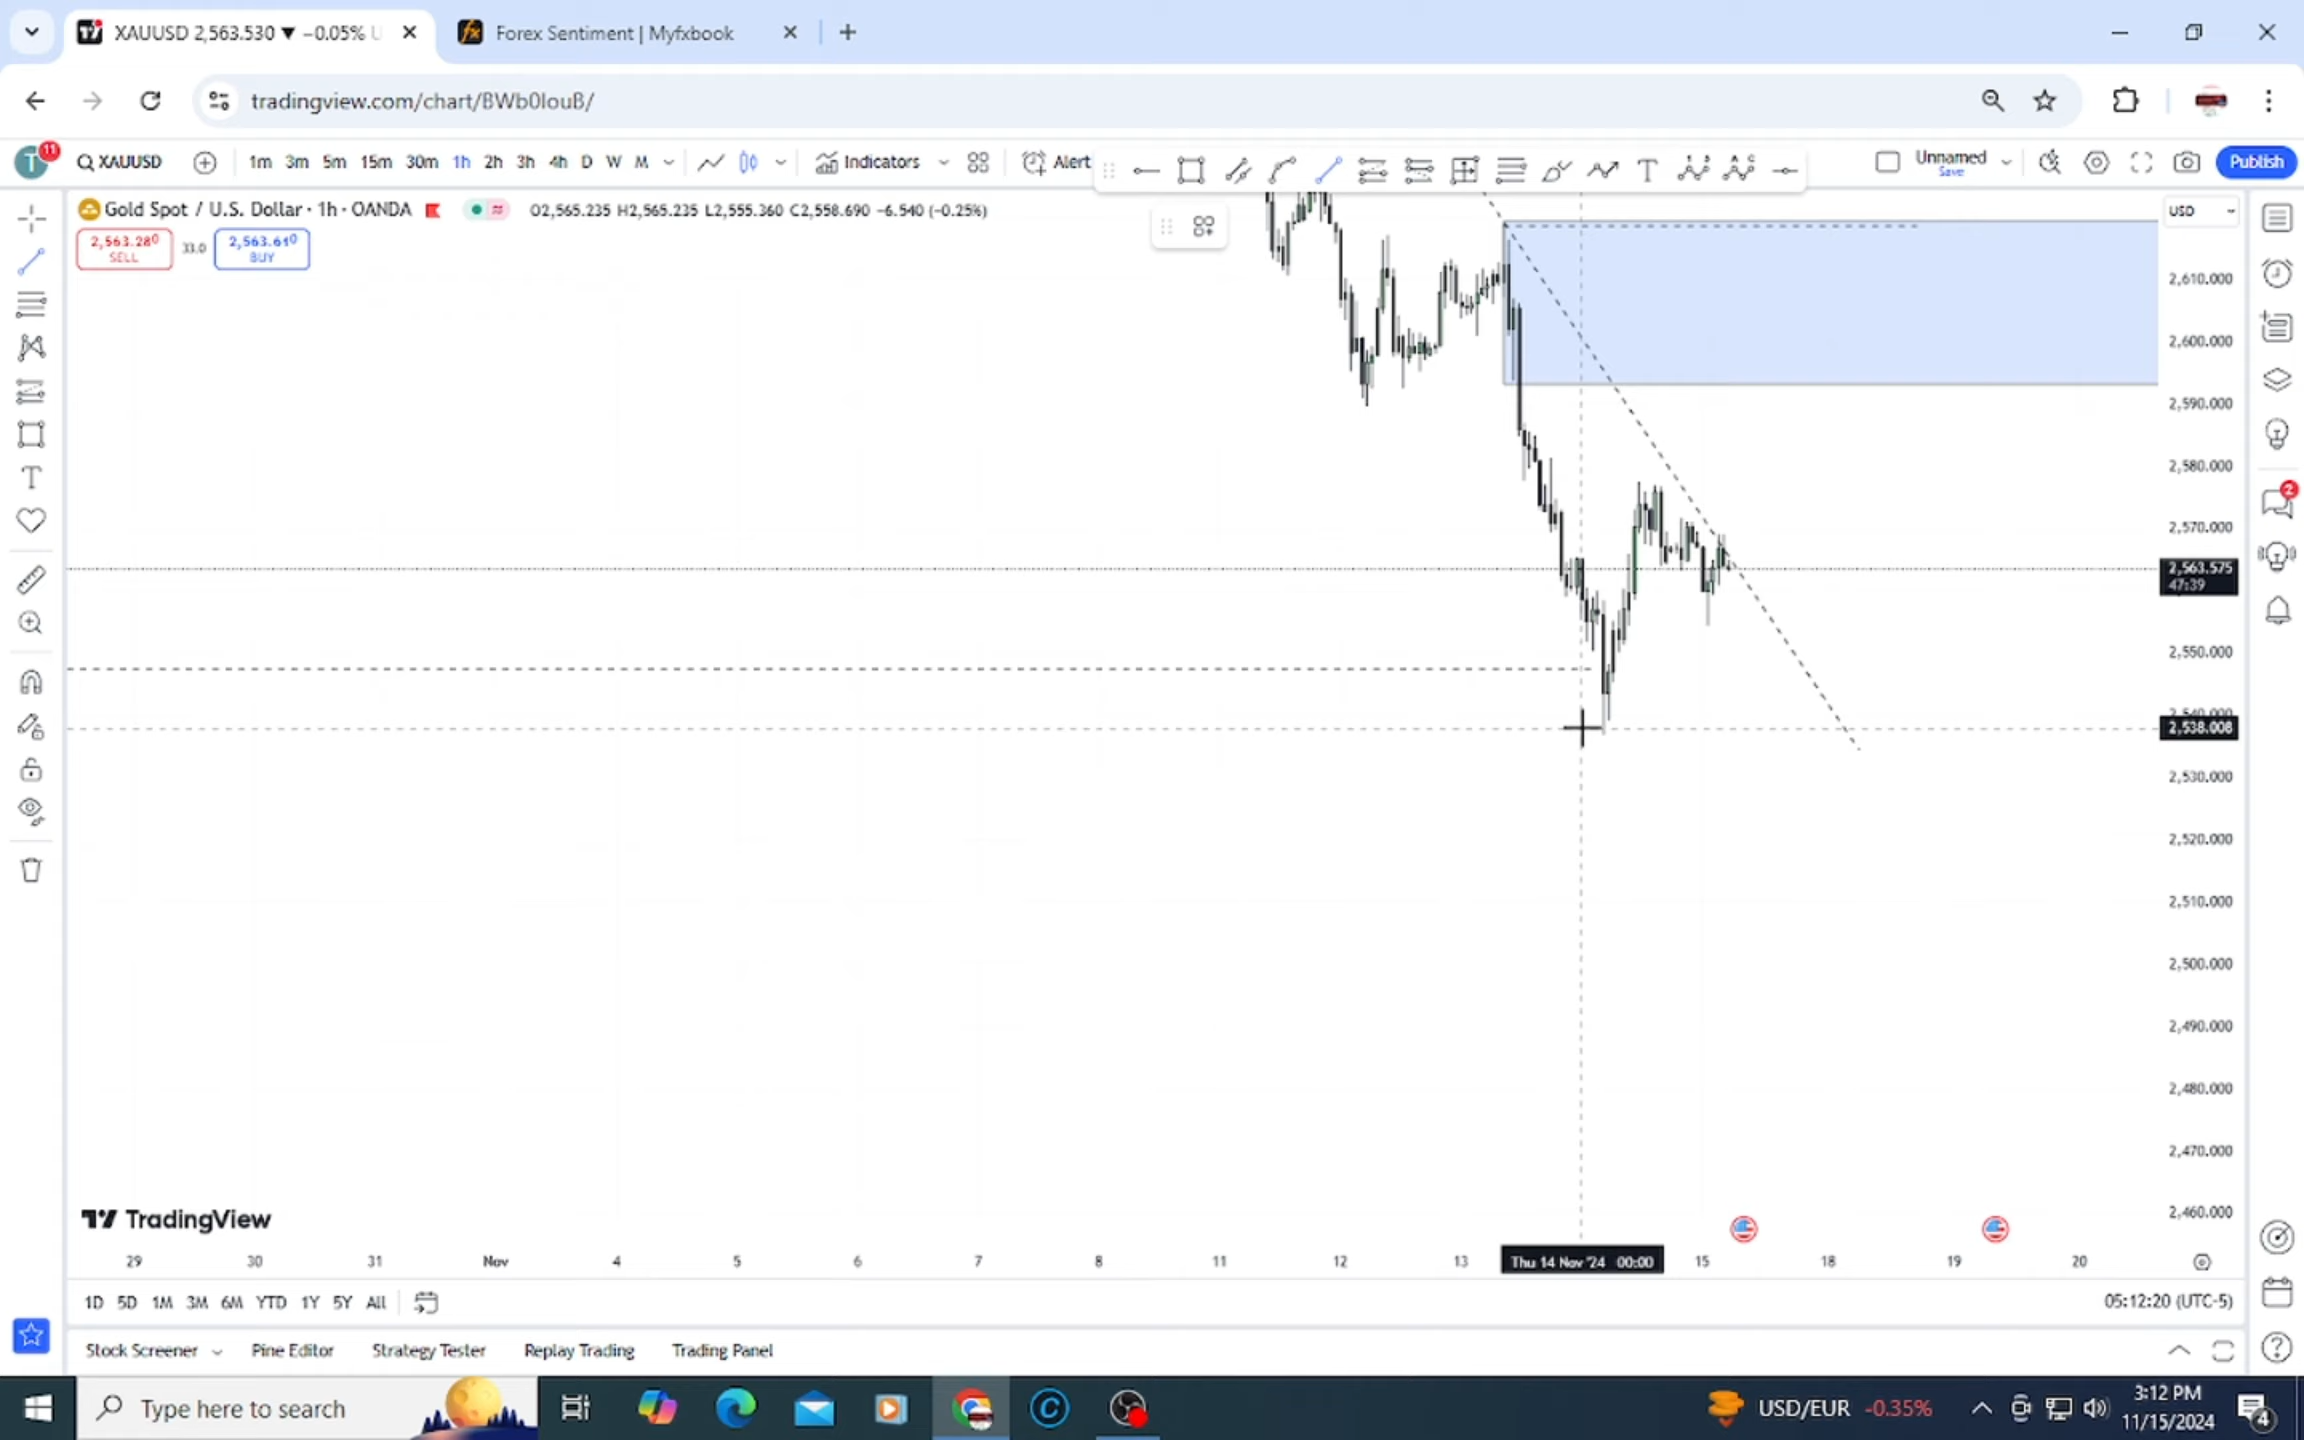 XAUUSD 2,563.530 ▼ −0.05% U
Forex Sentiment | Myfxbook
tradingview.com/chart/BWb0IouB/
T 11
XAUUSD
1m 3m 5m 15m 30m 1h 2h 3h 4h D W M
Indicators
Alert
Unnamed
Save
Publish
Gold Spot / U.S. Dollar · 1h · OANDA
O2,565.235 H2,565.235 L2,555.360 C2,558.690 −6.540 (−0.25%)
USD
2,563.280
SELL
33.0
2,563.610
BUY
2,610.000
2,600.000
2,590.000
2,580.000
2,570.000
2,563.575
47:39
2,550.000
2,540.000
2,538.008
2,530.000
2,520.000
2,510.000
2,500.000
2,490.000
2,480.000
2,470.000
2,460.000
2
TradingView
29 30 31 Nov 4 5 6 7 8 11 12 13 Thu 14 Nov '24 00:00 15 18 19 20
1D 5D 1M 3M 6M YTD 1Y 5Y All
05:12:20 (UTC-5)
Stock Screener Pine Editor Strategy Tester Replay Trading Trading Panel
Type here to search
USD/EUR -0.35%
3:12 PM
11/15/2024
4